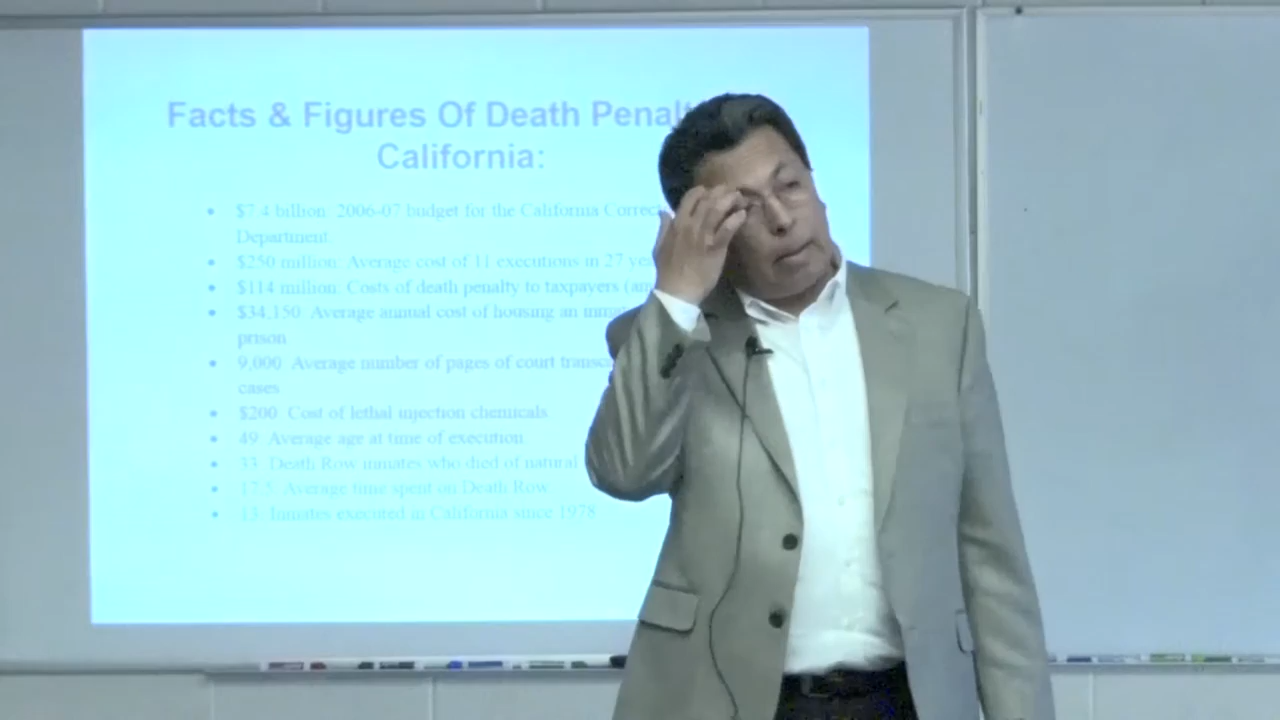 Facts & Figures Of Death Penalt
California:
• $7.4 billion: 2006-07 budget for the California Correc
Department.
• $250 million: Average cost of 11 executions in 27 ye
• $114 million: Costs of death penalty to taxpayers (an
• $34,150: Average annual cost of housing an inma
prison
• 9,000: Average number of pages of court transc
cases
• $200: Cost of lethal injection chemicals
• 49: Average age at time of execution
• 33: Death Row inmates who died of natural
• 17.5: Average time spent on Death Row
• 13: Inmates executed in California since 1978